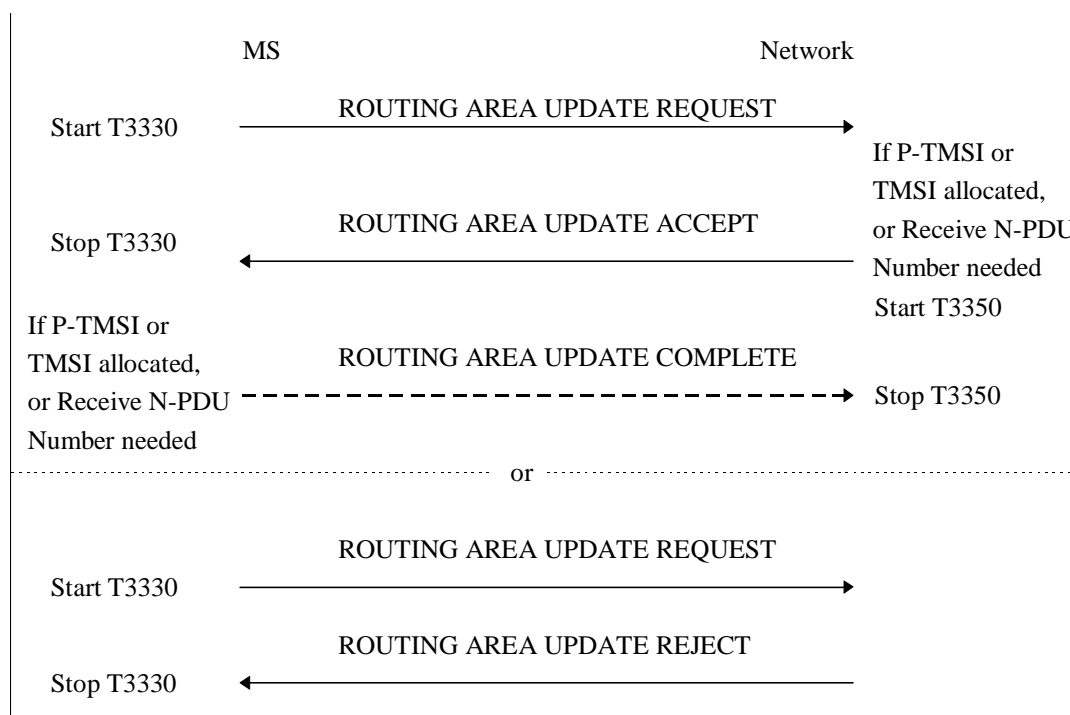 MS
Network
ROUTING AREA UPDATE REQUEST
Start T3330
If P-TMSI or
TMSI allocated,
or Receive N-PDU
Number needed
Start T3350
ROUTING AREA UPDATE ACCEPT
Stop T3330
If P-TMSI or
TMSI allocated,
or Receive N-PDU
Number needed
ROUTING AREA UPDATE COMPLETE
Stop T3350
or
ROUTING AREA UPDATE REQUEST
Start T3330
ROUTING AREA UPDATE REJECT
Stop T3330